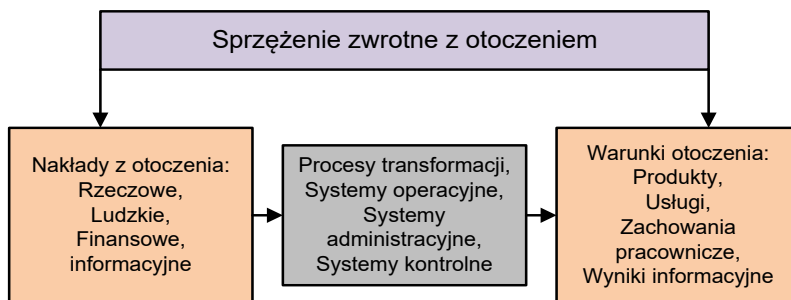 Sprzężenie zwrotne z otoczeniem
Nakłady z otoczenia:
Rzeczowe,
Ludzkie,
Finansowe,
informacyjne
Procesy transformacji,
Systemy operacyjne,
Systemy
administracyjne,
Systemy kontrolne
Warunki otoczenia:
Produkty,
Usługi,
Zachowania
pracownicze,
Wyniki informacyjne